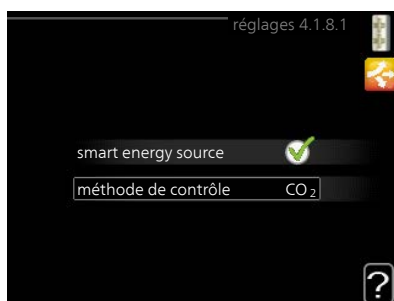 réglages 4.1.8.1
smart energy source
méthode de contrôle CO₂
?